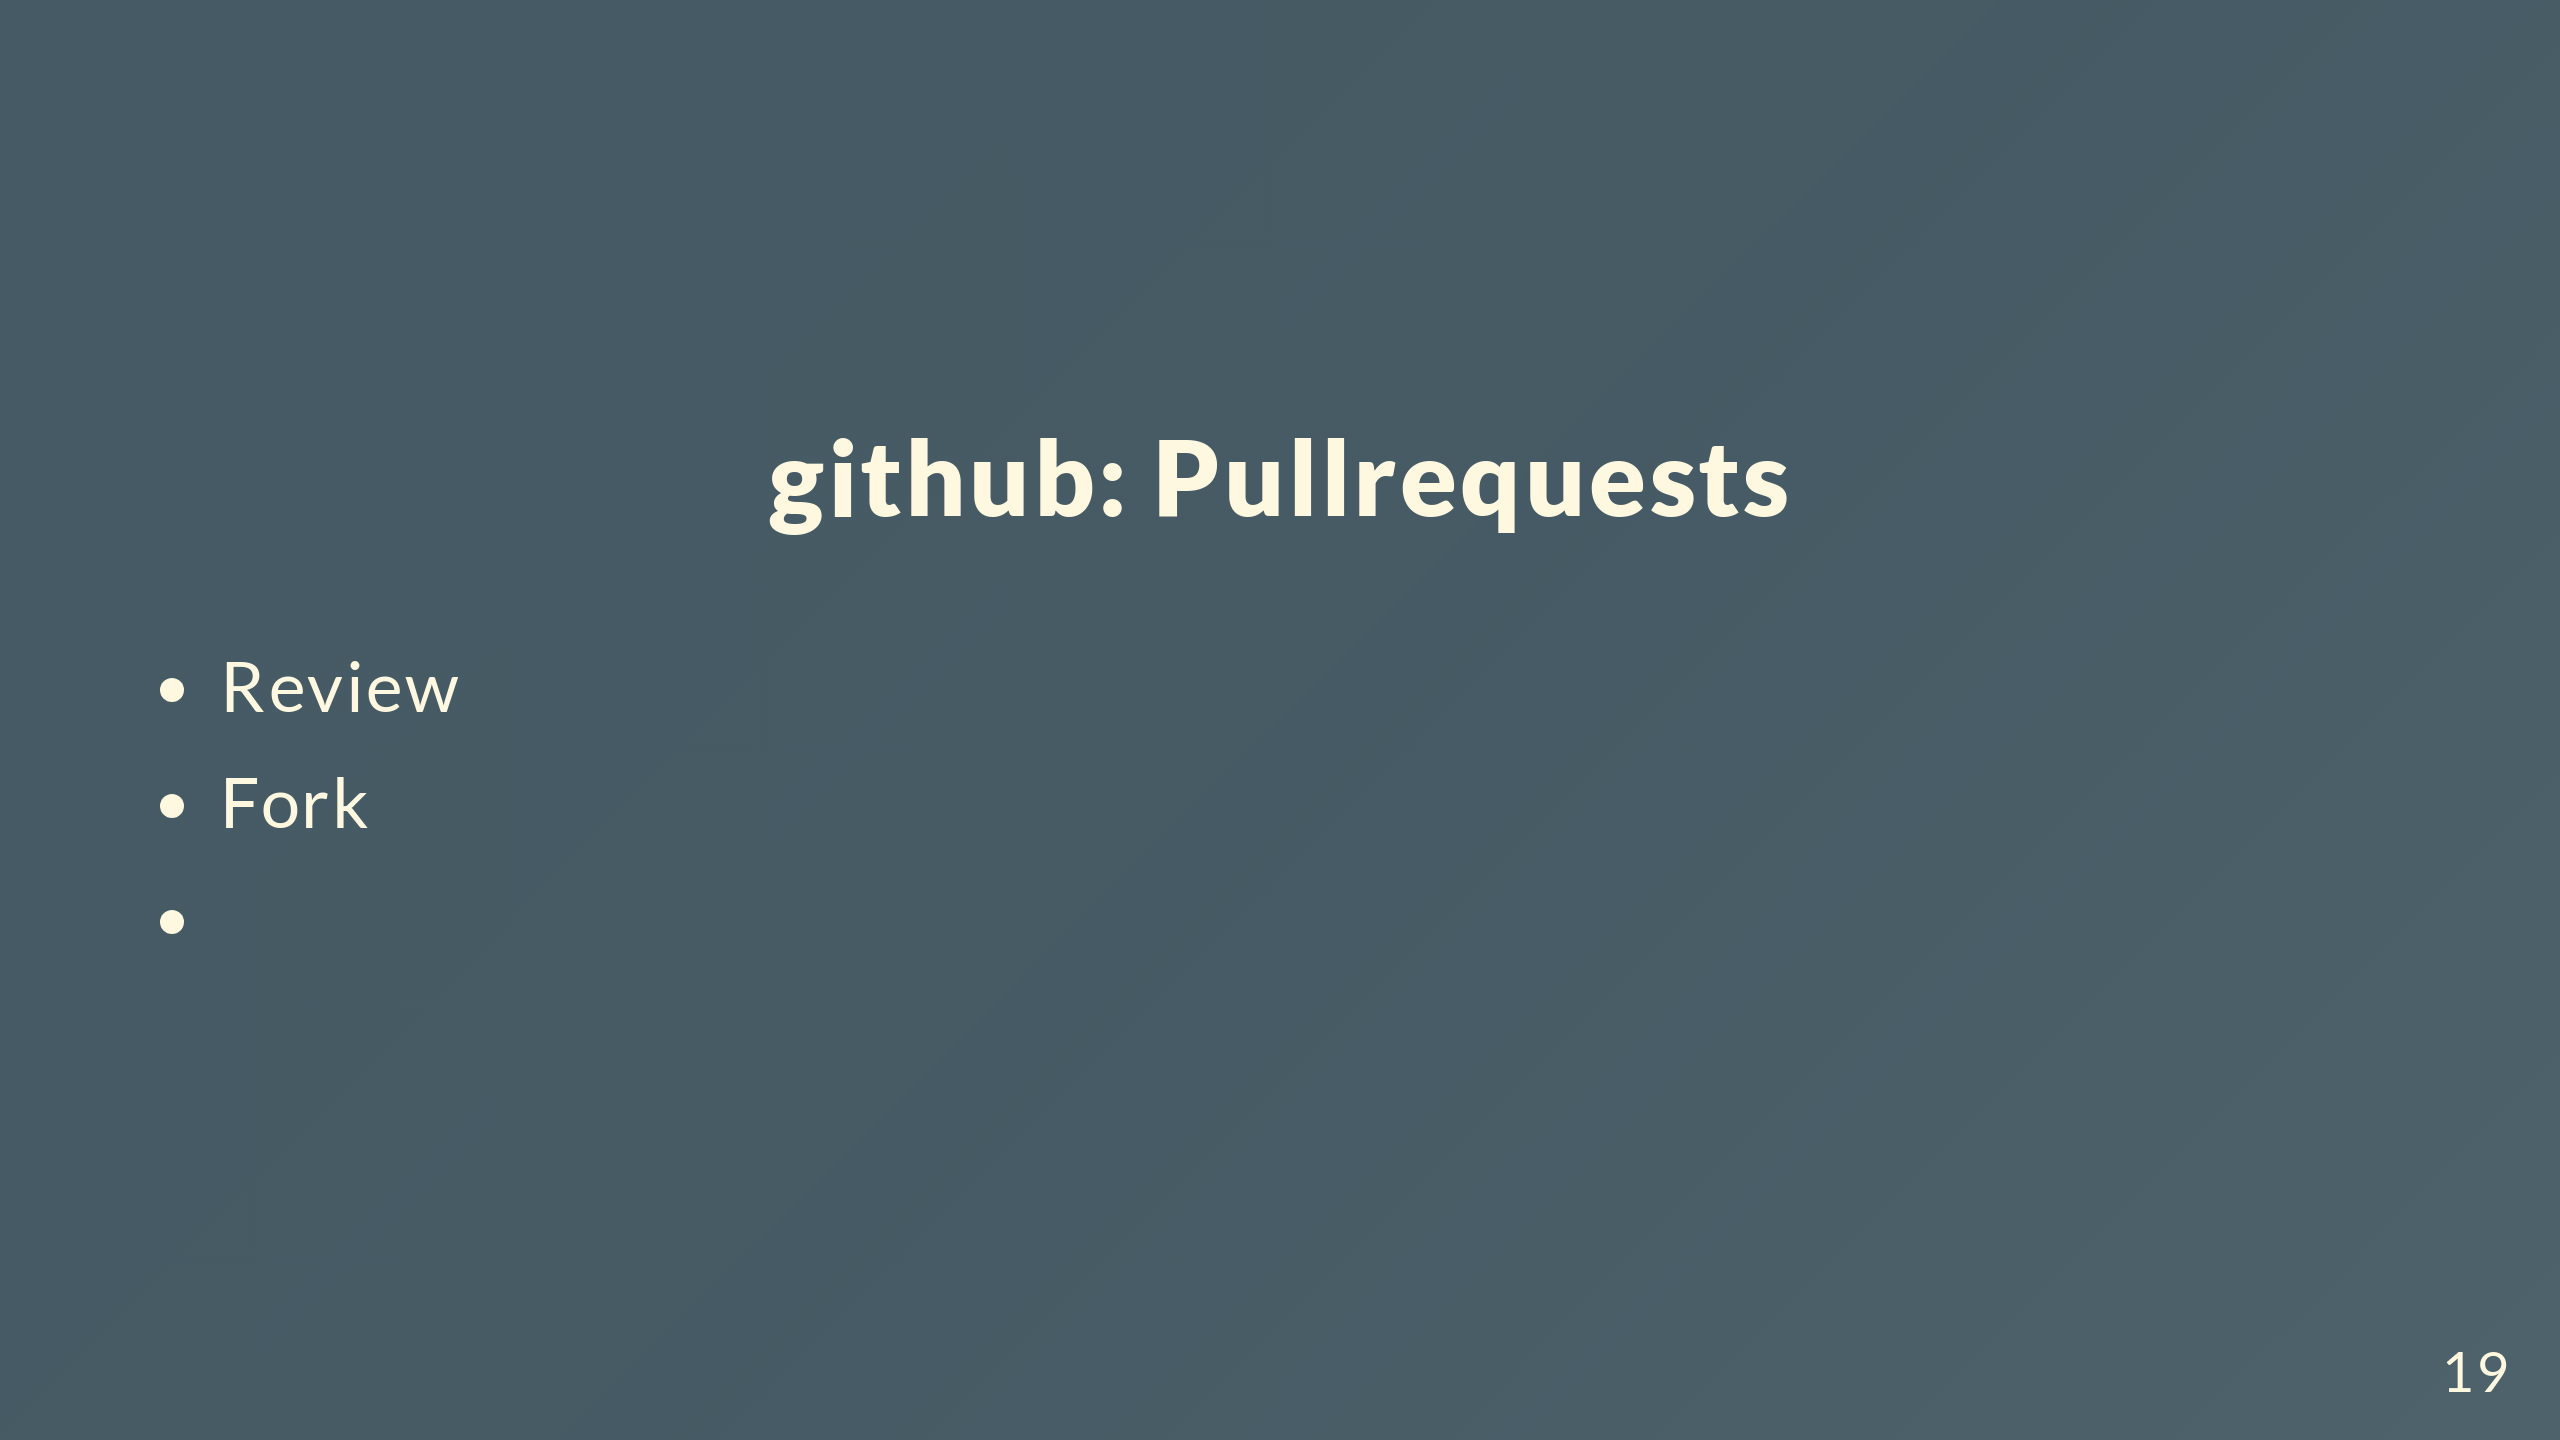 github: Pullrequests
• Review
• Fork
•
19